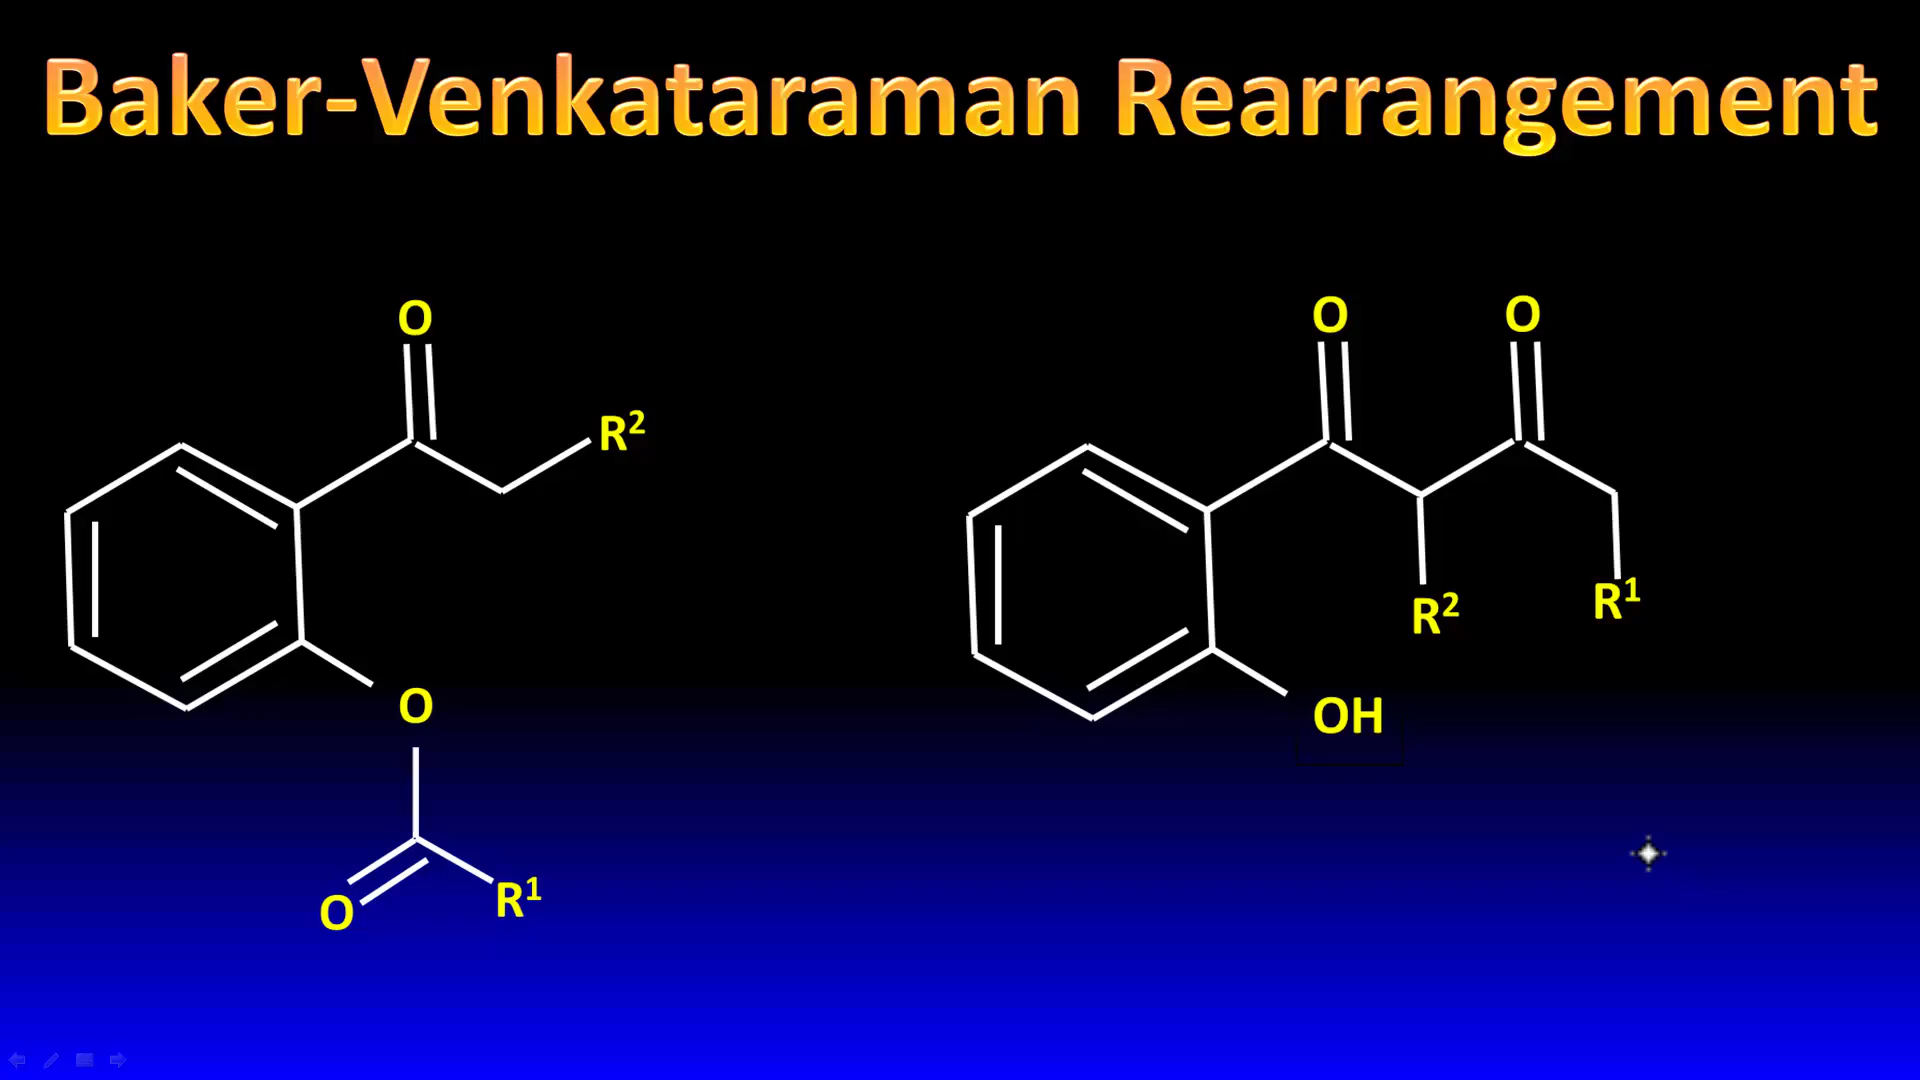 Baker-Venkataraman Rearrangement
O
O
O
R²
R²
R¹
O
OH
O
R¹